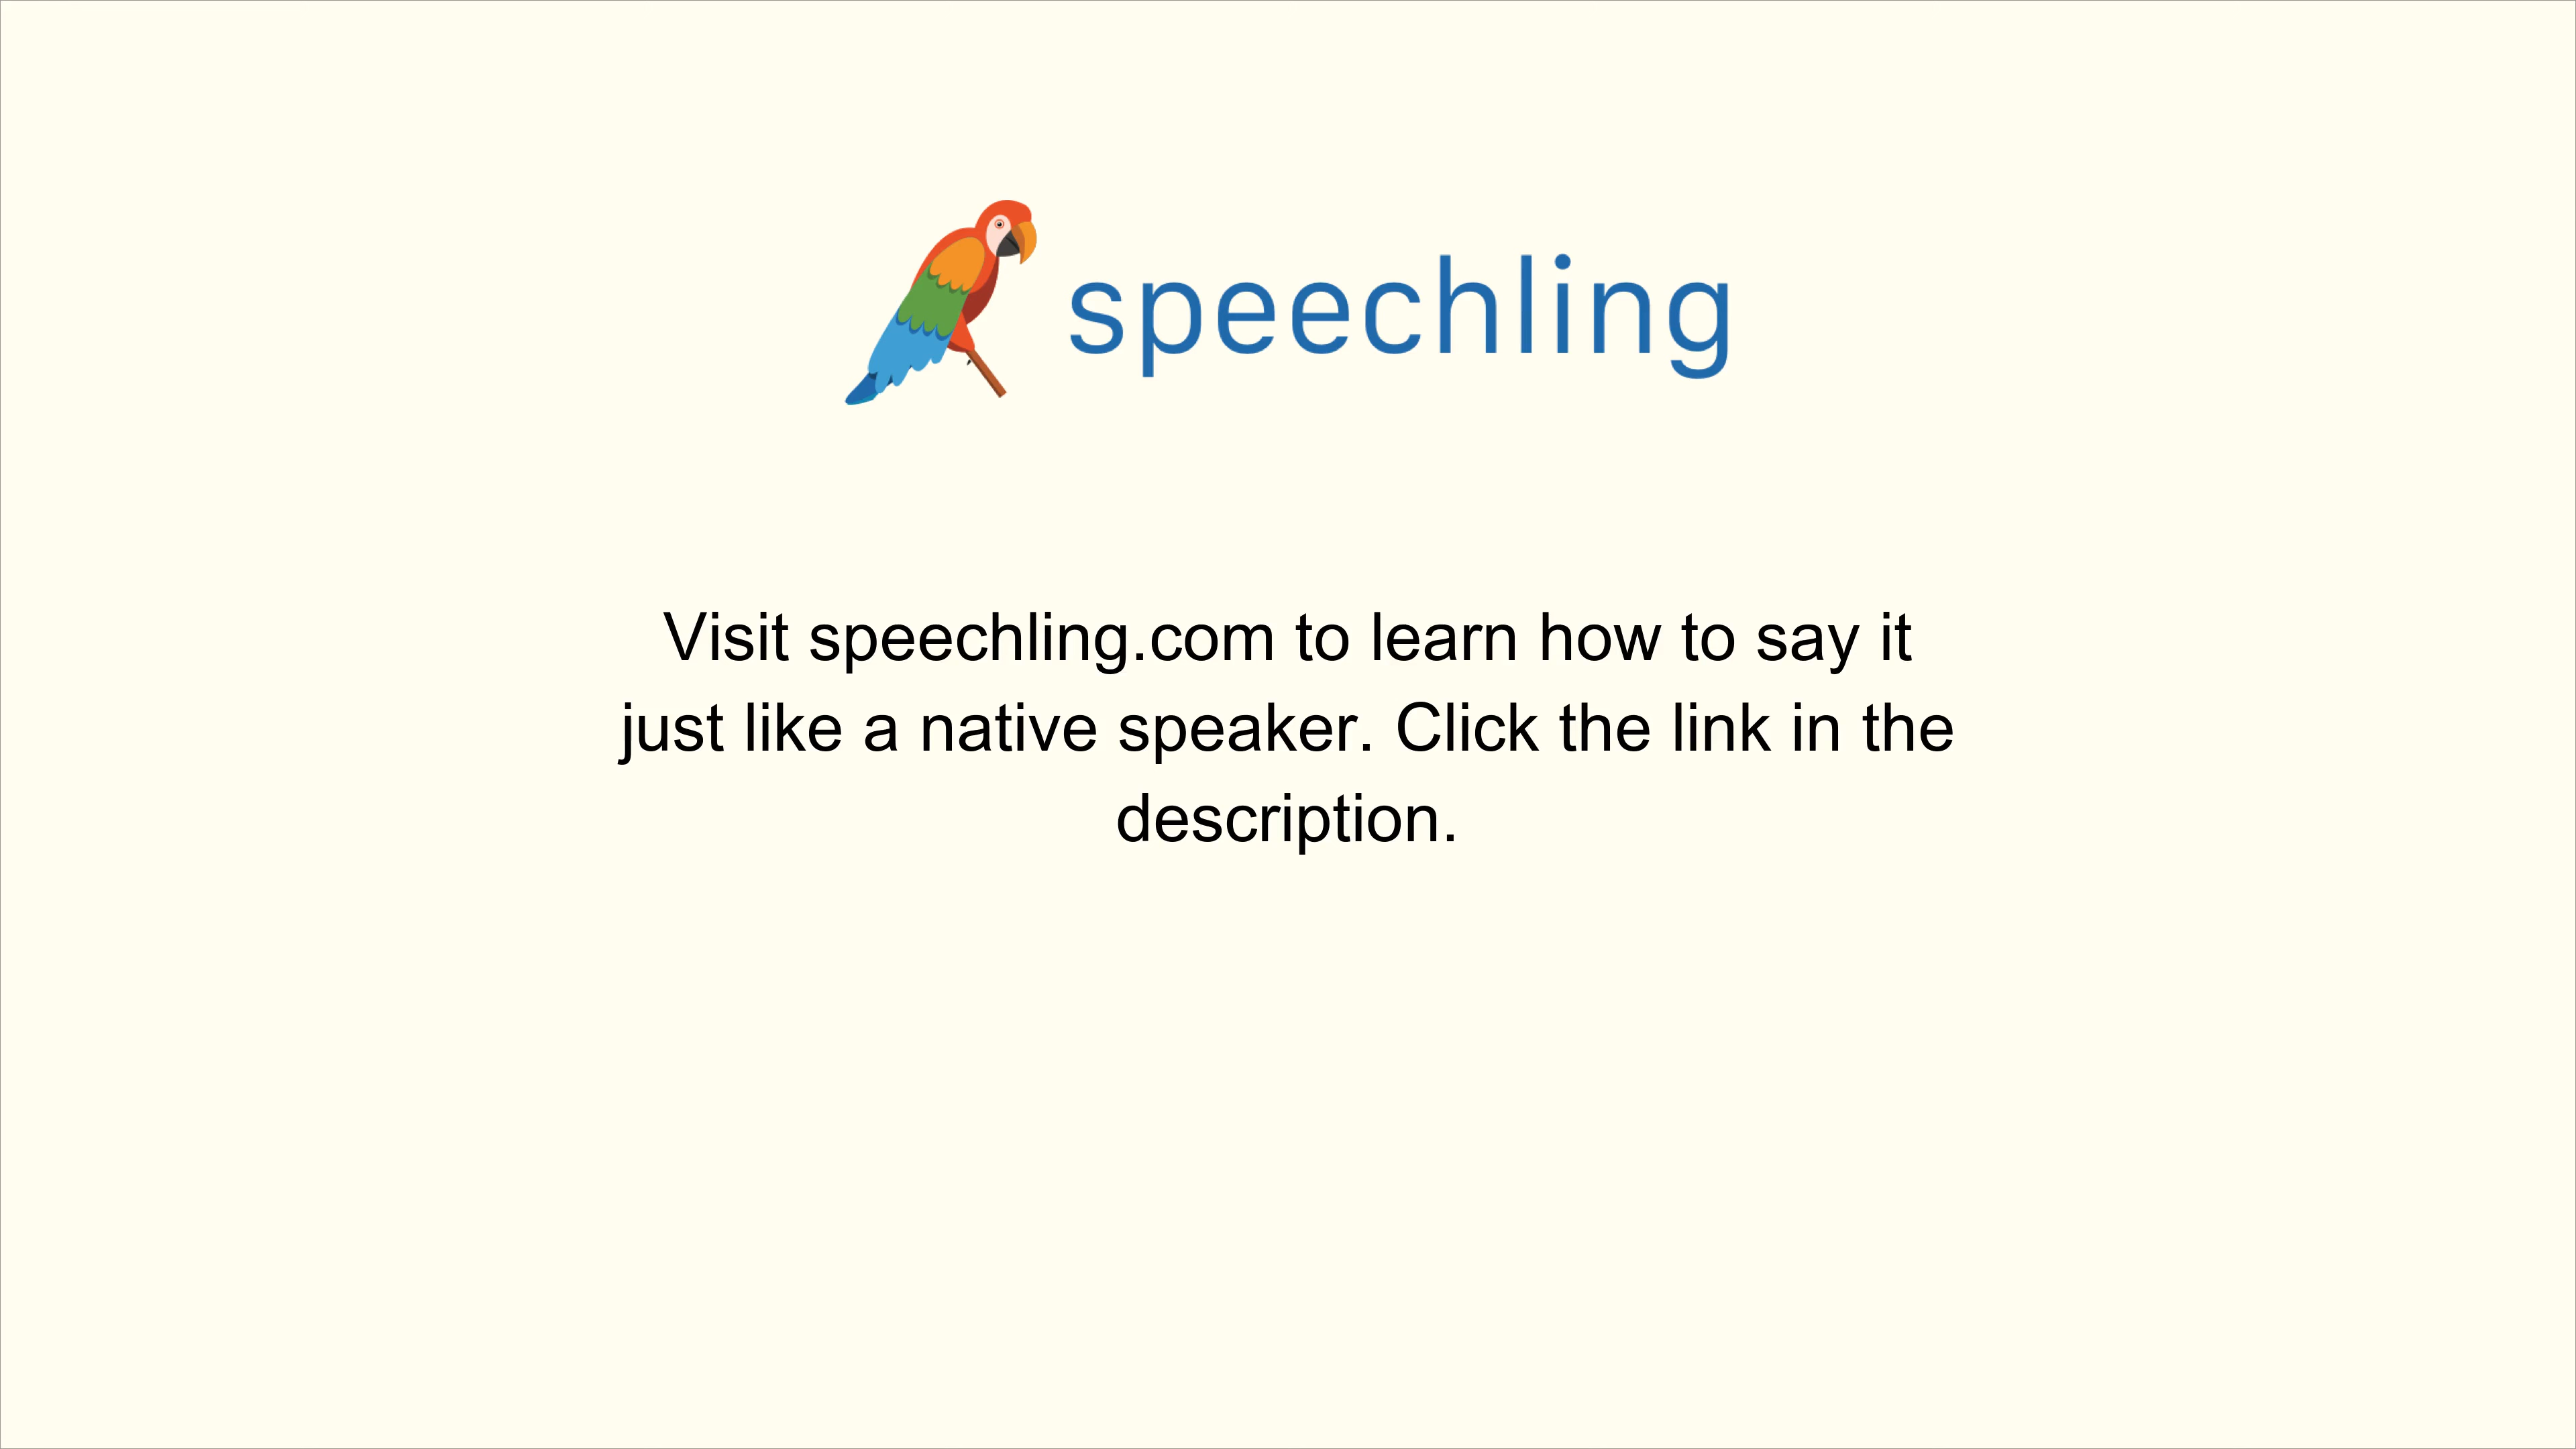 speechling
Visit speechling.com to learn how to say it
just like a native speaker. Click the link in the
description.